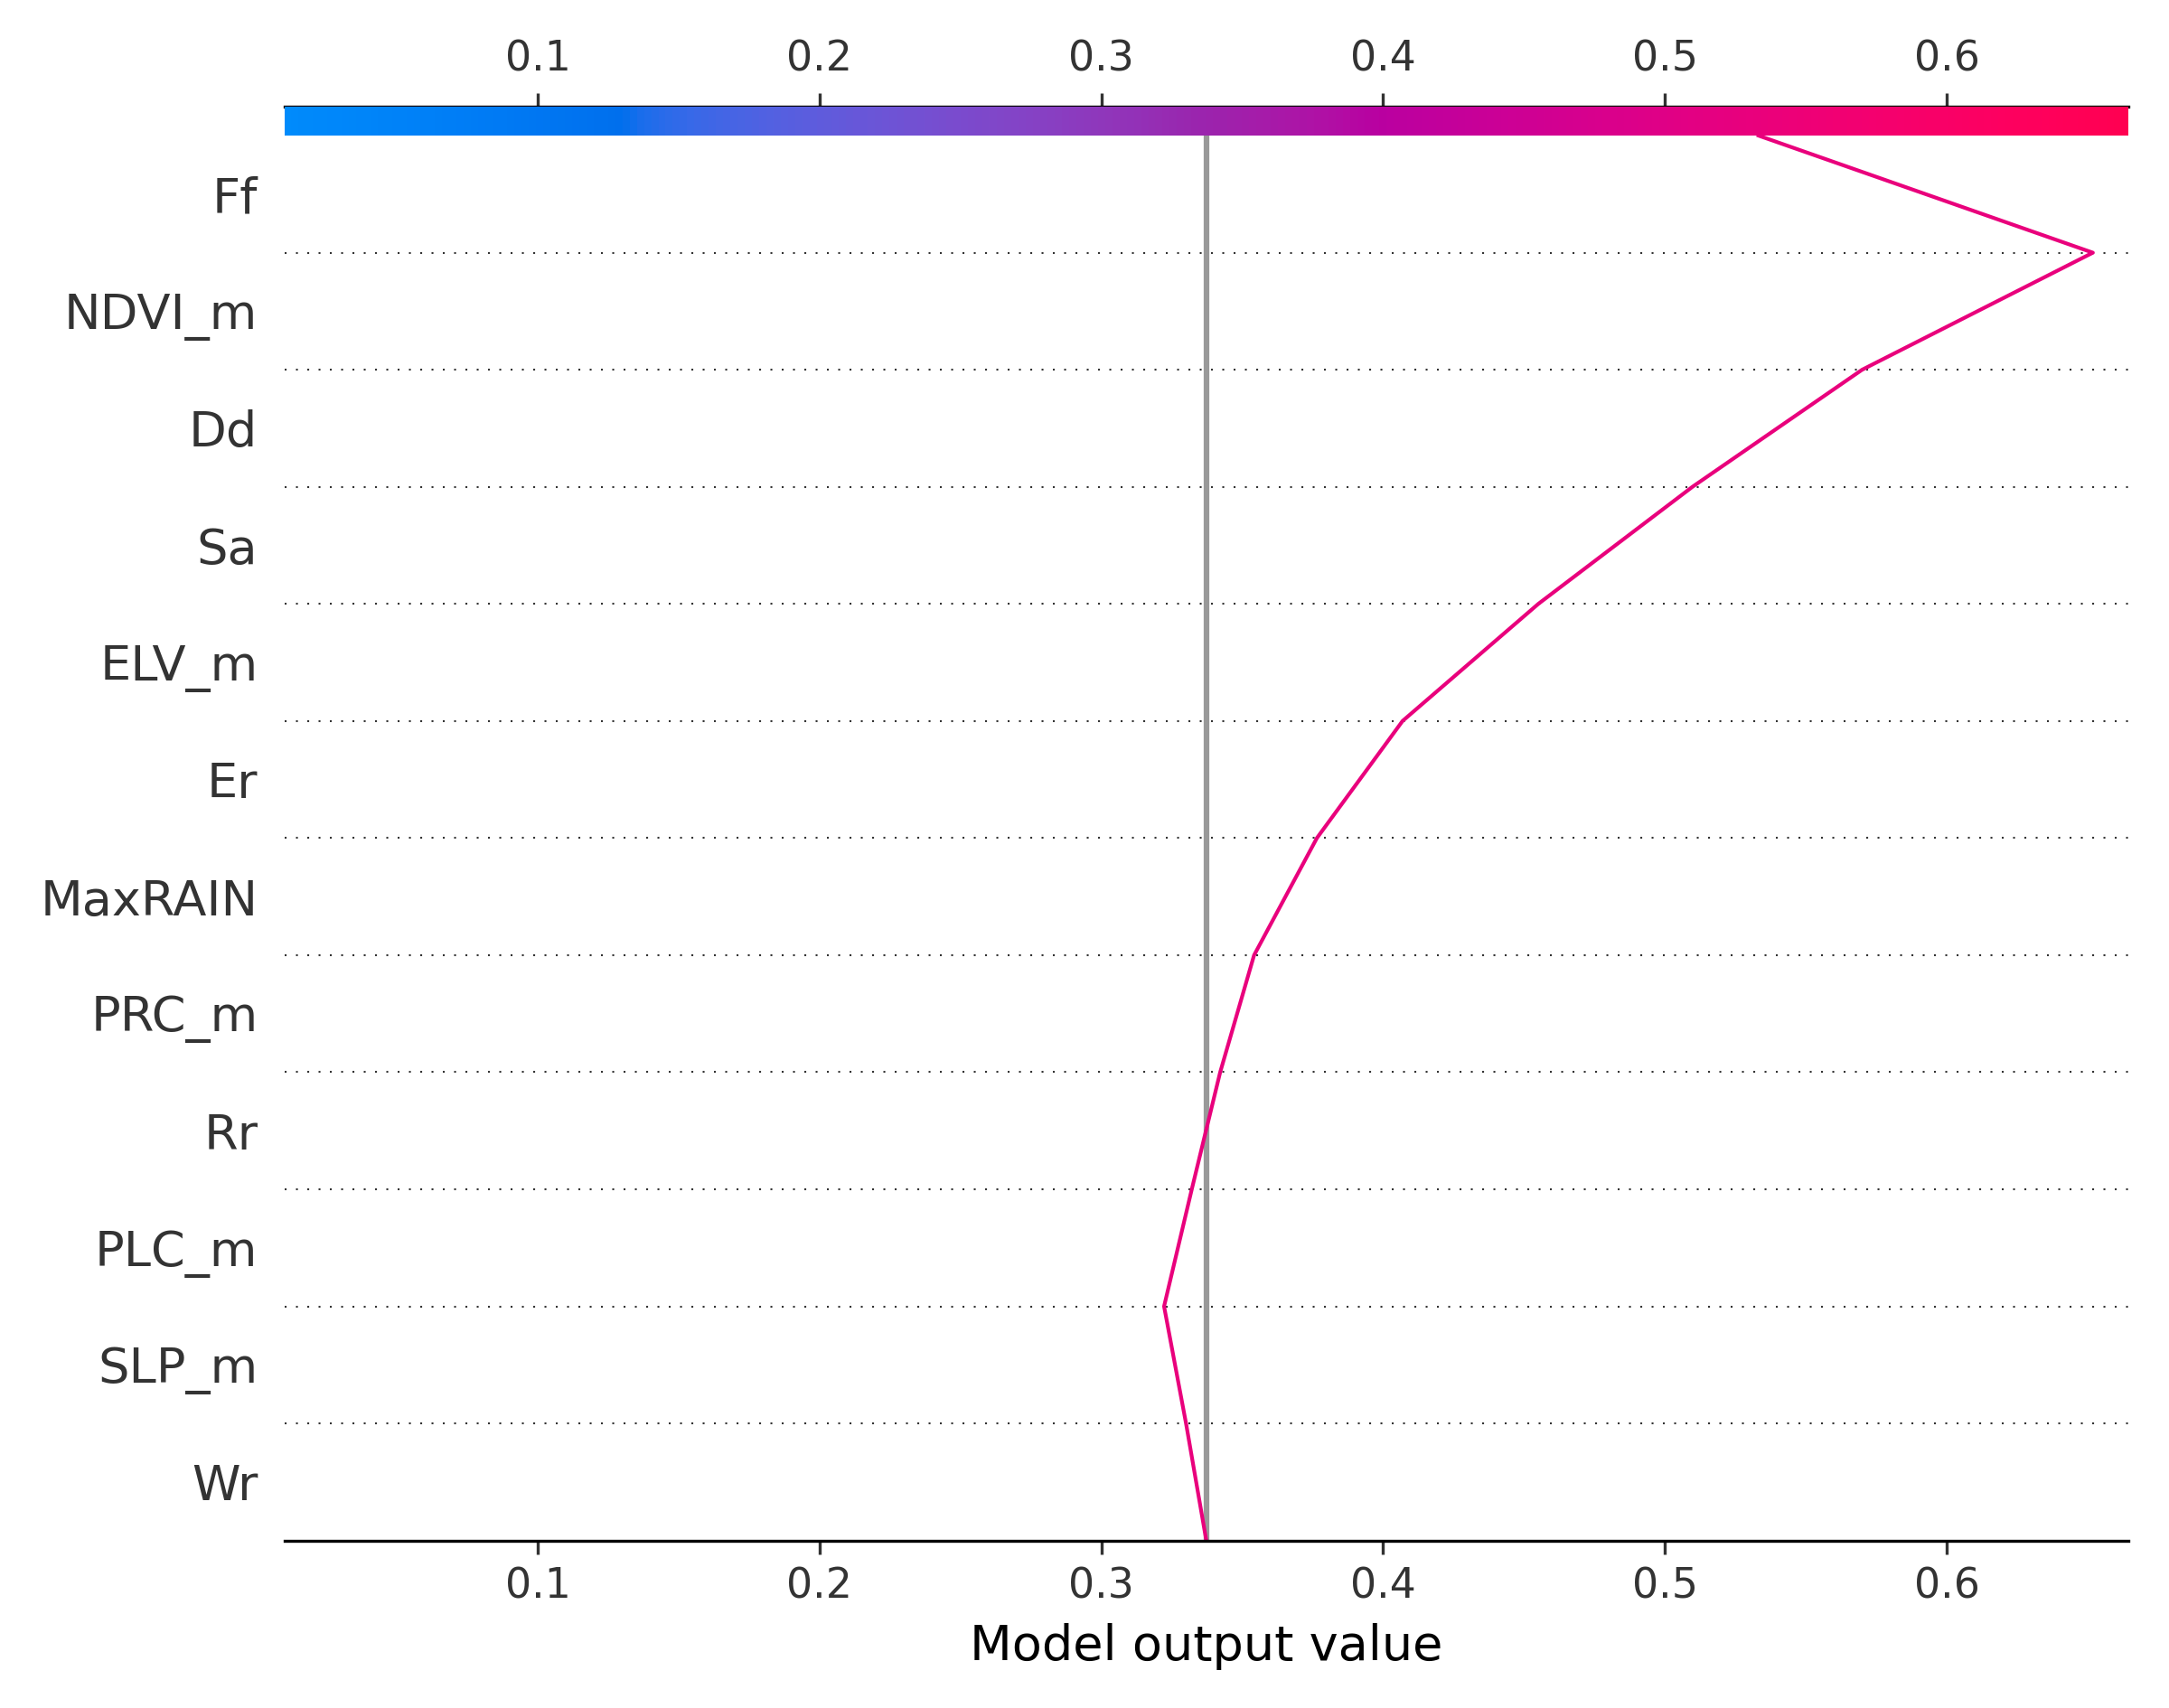 0.1 0.2 0.3 0.4 0.5 0.6
Ff
NDVI_m
Dd
Sa
ELV_m
Er
MaxRAIN
PRC_m
Rr
PLC_m
SLP_m
Wr
0.1 0.2 0.3 0.4 0.5 0.6
Model output value